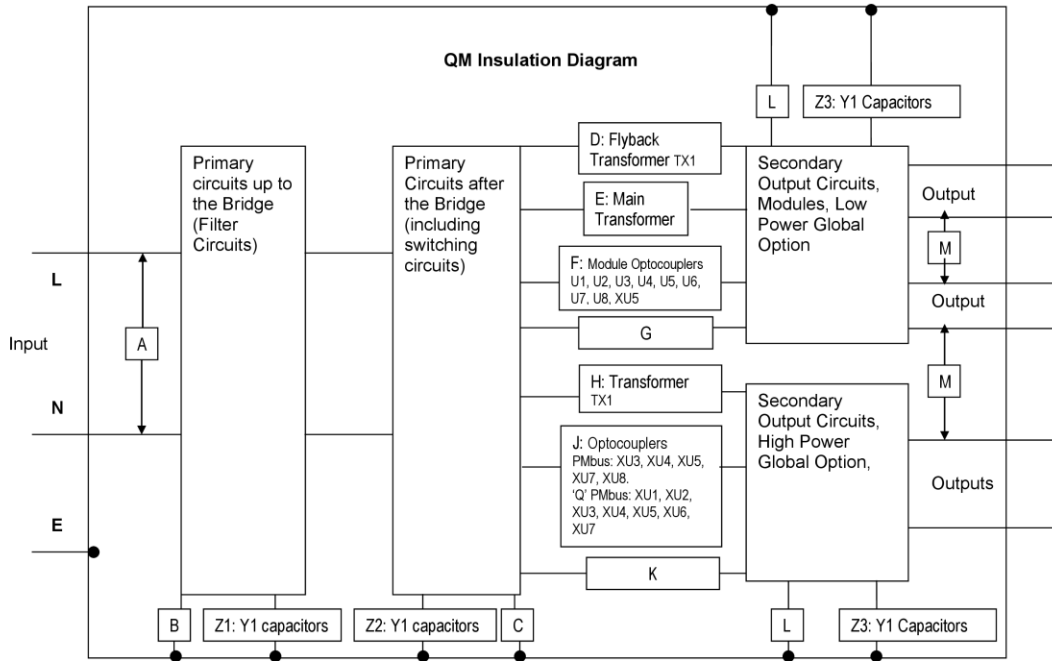 QM Insulation Diagram
L
Z3: Y1 Capacitors
D: Flyback
Transformer TX1
E: Main
Transformer
F: Module Optocouplers
U1, U2, U3, U4, U5, U6,
U7, U8, XU5
G
Primary
circuits up to
the Bridge
(Filter
Circuits)
Primary
Circuits after
the Bridge
(including
switching
circuits)
Secondary
Output Circuits,
Modules, Low
Power Global
Option
Output
M
Output
M
Outputs
L
Input
A
N
E
H: Transformer
TX1
J: Optocouplers
PMbus: XU3, XU4, XU5,
XU7, XU8.
'Q' PMbus: XU1, XU2,
XU3, XU4, XU5, XU6,
XU7
K
Secondary
Output Circuits,
High Power
Global Option,
B
Z1: Y1 capacitors
Z2: Y1 capacitors
C
L
Z3: Y1 Capacitors